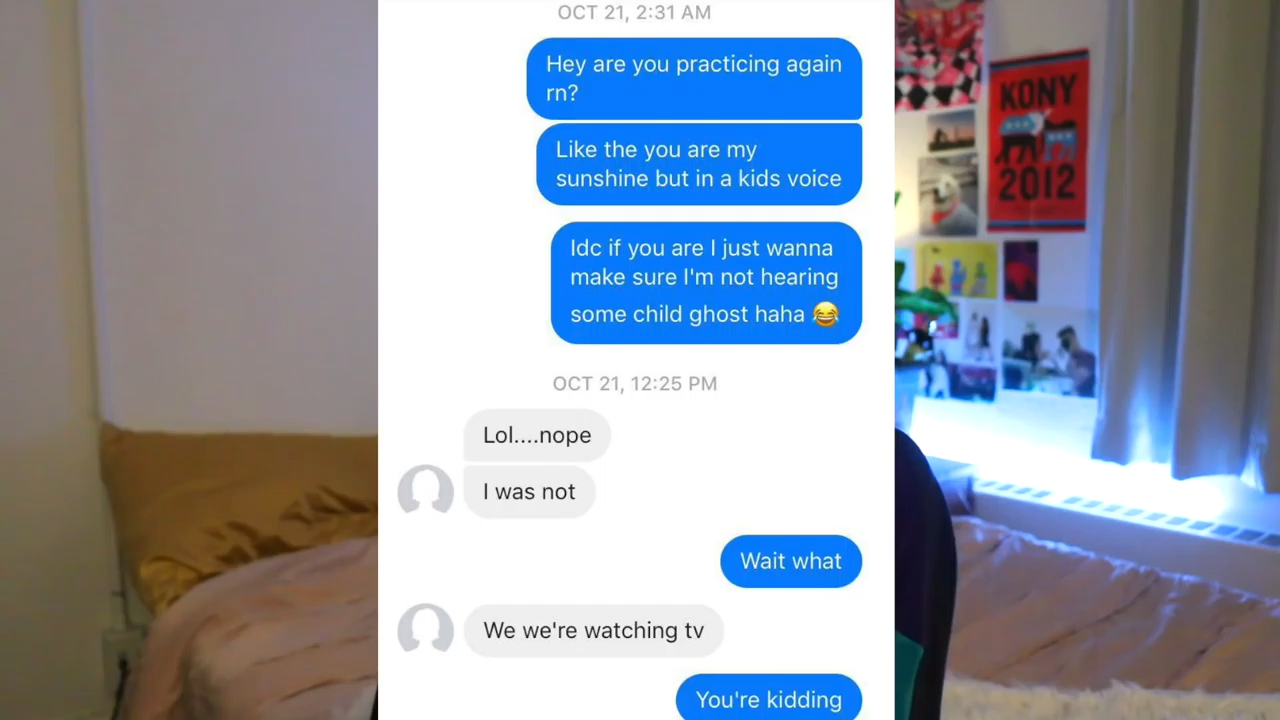 OCT 21, 2:31 AM
Hey are you practicing again
rn?
Like the you are my
sunshine but in a kids voice
Idc if you are I just wanna
make sure I'm not hearing
some child ghost haha 😂
OCT 21, 12:25 PM
Lol....nope
I was not
Wait what
We we're watching tv
You're kidding
KONY
2012